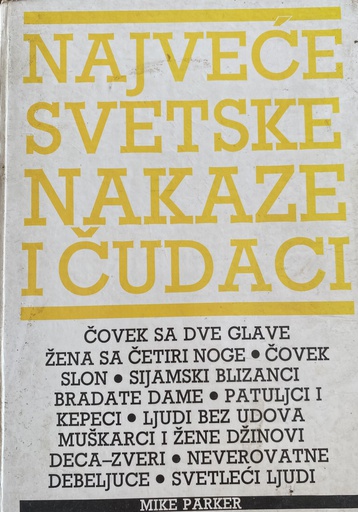 NAJVEĆE
SVETSKE
NAKAZE
I ČUDACI
ČOVEK SA DVE GLAVE
ŽENA SA ČETIRI NOGE • ČOVEK
SLON • SIJAMSKI BLIZANCI
BRADATE DAME • PATULJCI I
KEPECI • LJUDI BEZ UDOVA
MUŠKARCI I ŽENE DŽINOVI
DECA–ZVERI • NEVEROVATNE
DEBELJUCE • SVETLEĆI LJUDI
MIKE PARKER